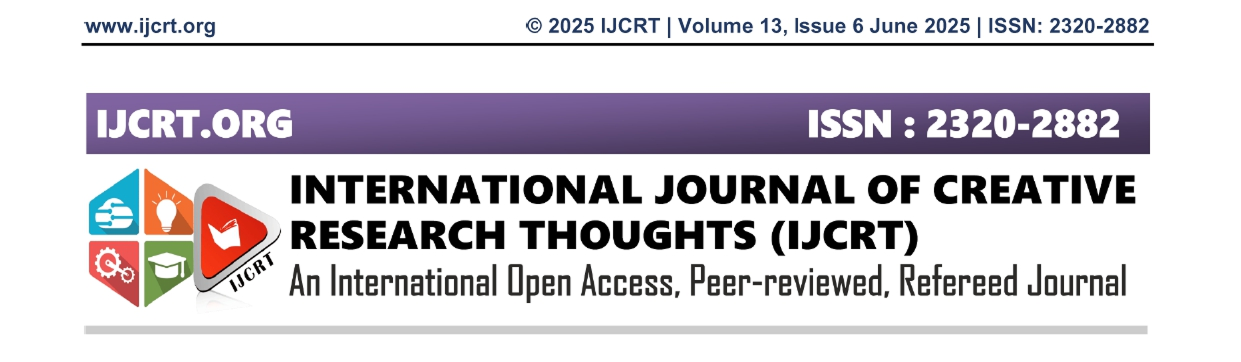 www.ijcrt.org © 2025 IJCRT | Volume 13, Issue 6 June 2025 | ISSN: 2320-2882
IJCRT.ORG ISSN : 2320-2882
INTERNATIONAL JOURNAL OF CREATIVE
RESEARCH THOUGHTS (IJCRT)
An International Open Access, Peer-reviewed, Refereed Journal
IJCRT